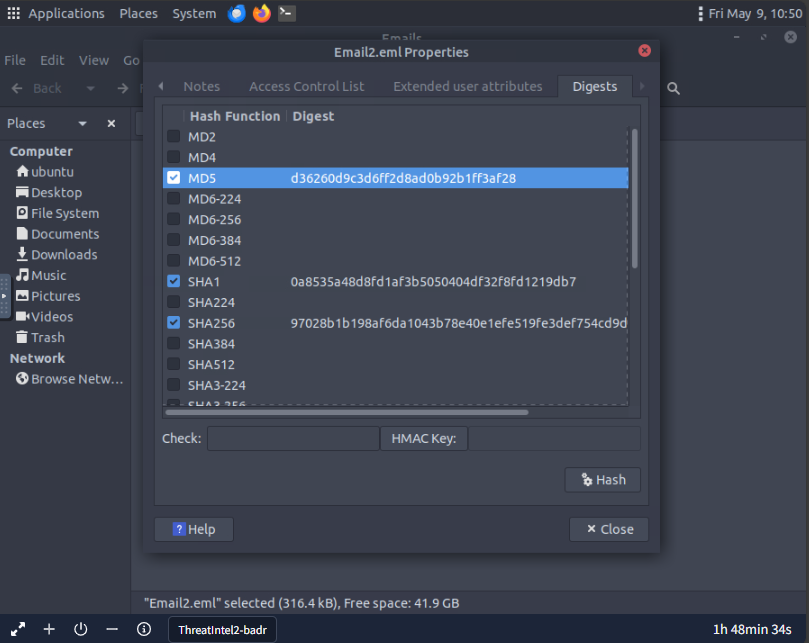 Applications Places System Fri May 9, 10:50
Emails
Email2.eml Properties
File Edit View Go
Back
Notes Access Control List Extended user attributes Digests
Places
Computer
ubuntu
Desktop
File System
Documents
Downloads
Music
Pictures
Videos
Trash
Network
Browse Netw...
Hash Function Digest
MD2
MD4
MD5 d36260d9c3d6ff2d8ad0b92b1ff3af28
MD6-224
MD6-256
MD6-384
MD6-512
SHA1 0a8535a48d8fd1af3b5050404df32f8fd1219db7
SHA224
SHA256 97028b1b198af6da1043b78e40e1efe519fe3def754cd9d
SHA384
SHA512
SHA3-224
SHA3-256
Check: HMAC Key:
Hash
? Help Close
"Email2.eml" selected (316.4 kB), Free space: 41.9 GB
ThreatIntel2-badr 1h 48min 34s